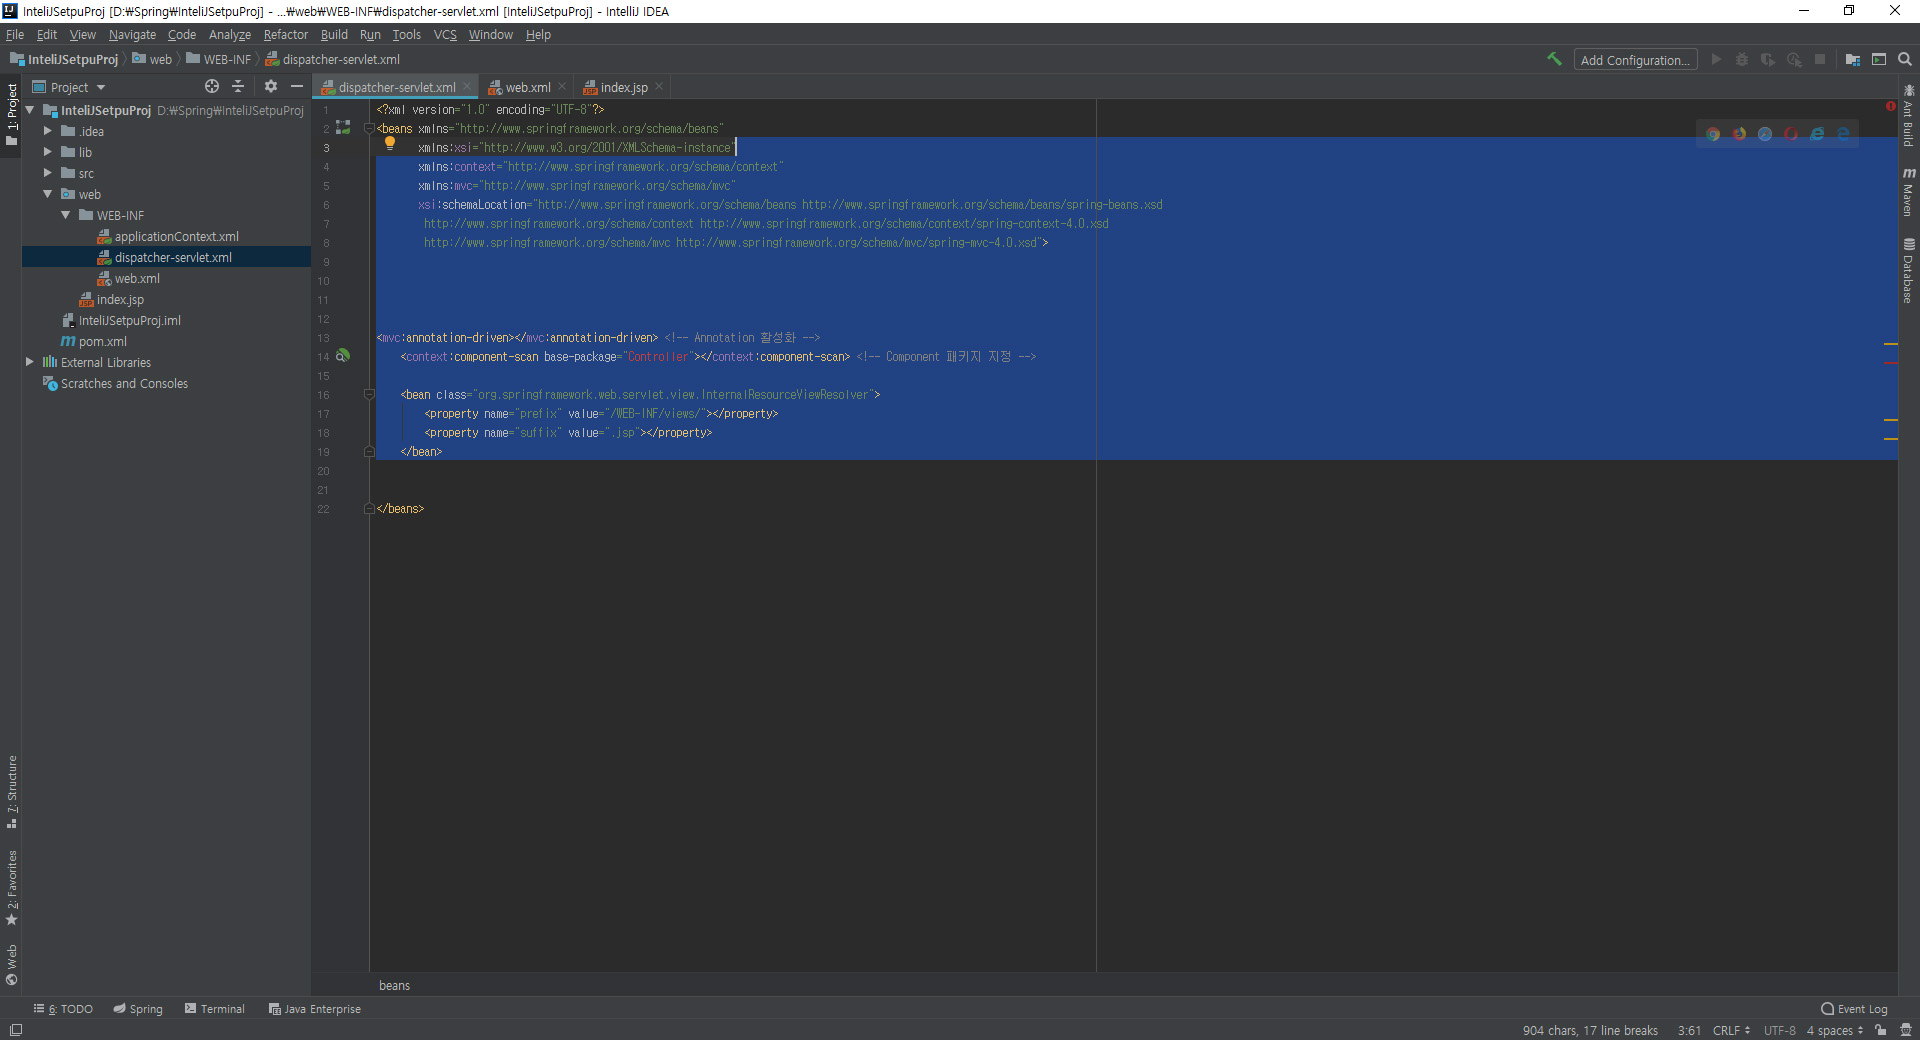 InteliJSetpuProj [D:₩Spring₩InteliJSetpuProj] - ...₩web₩WEB-INF₩dispatcher-servlet.xml [InteliJSetpuProj] - IntelliJ IDEA
File Edit View Navigate Code Analyze Refactor Build Run Tools VCS Window Help
InteliJSetpuProj web WEB-INF dispatcher-servlet.xml Add Configuration...
Project
dispatcher-servlet.xml web.xml index.jsp
1: Project
InteliJSetpuProj D:₩Spring₩InteliJSetpuProj
.idea
lib
src
web
WEB-INF
applicationContext.xml
dispatcher-servlet.xml
web.xml
index.jsp
InteliJSetpuProj.iml
pom.xml
External Libraries
Scratches and Consoles
7: Structure
2: Favorites
Web
1 <?xml version="1.0" encoding="UTF-8"?>
2 <beans xmlns="http://www.springframework.org/schema/beans"
3 xmlns:xsi="http://www.w3.org/2001/XMLSchema-instance"
4 xmlns:context="http://www.springframework.org/schema/context"
5 xmlns:mvc="http://www.springframework.org/schema/mvc"
6 xsi:schemaLocation="http://www.springframework.org/schema/beans http://www.springframework.org/schema/beans/spring-beans.xsd
7 http://www.springframework.org/schema/context http://www.springframework.org/schema/context/spring-context-4.0.xsd
8 http://www.springframework.org/schema/mvc http://www.springframework.org/schema/mvc/spring-mvc-4.0.xsd">
9
10
11
12
13 <mvc:annotation-driven></mvc:annotation-driven> <!-- Annotation 활성화 -->
14 <context:component-scan base-package="Controller"></context:component-scan> <!-- Component 패키지 지정 -->
15
16 <bean class="org.springframework.web.servlet.view.InternalResourceViewResolver">
17 <property name="prefix" value="/WEB-INF/views/"></property>
18 <property name="suffix" value=".jsp"></property>
19 </bean>
20
21
22 </beans>
Ant Build
Maven
Database
beans
6: TODO Spring Terminal Java Enterprise Event Log
904 chars, 17 line breaks 3:61 CRLF UTF-8 4 spaces